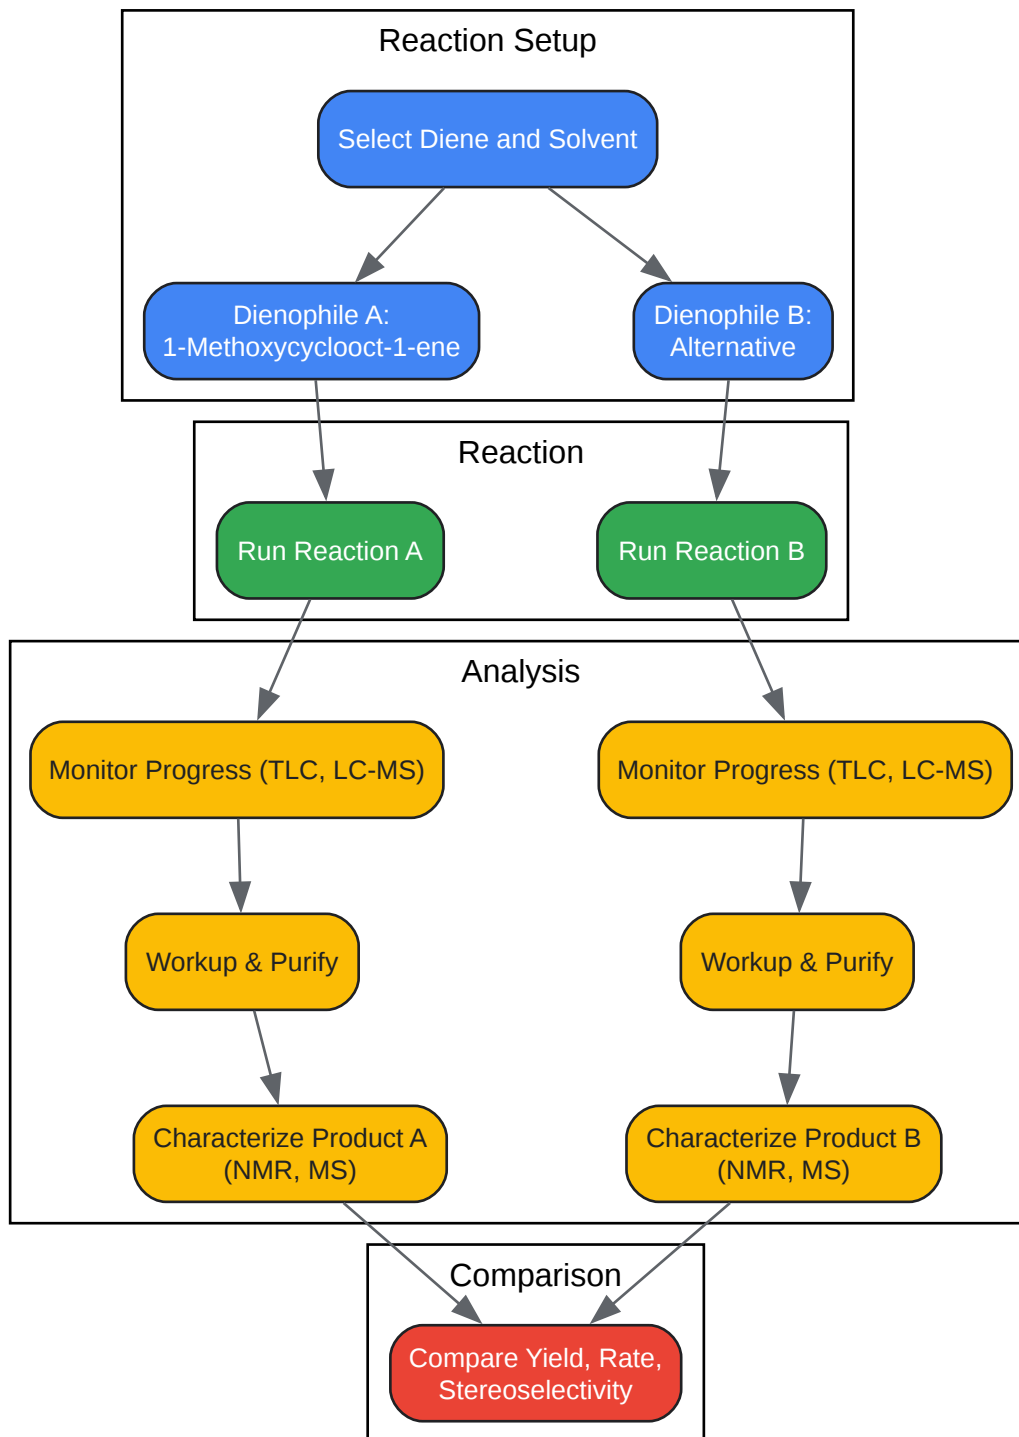 Reaction Setup
Select Diene and Solvent
Dienophile A:
1-Methoxycyclooct-1-ene
Dienophile B:
Alternative
Reaction
Run Reaction A
Run Reaction B
Analysis
Monitor Progress (TLC, LC-MS)
Monitor Progress (TLC, LC-MS)
Workup & Purify
Workup & Purify
Characterize Product A
(NMR, MS)
Characterize Product B
(NMR, MS)
Comparison
Compare Yield, Rate,
Stereoselectivity